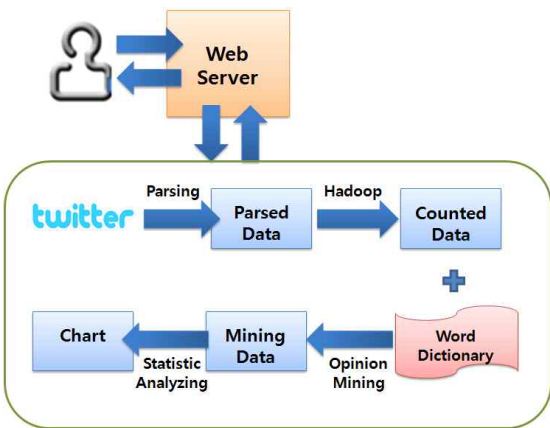 Web
Server
twitter
Parsing
Parsed
Data
Hadoop
Counted
Data
Chart
Statistic
Analyzing
Mining
Data
Opinion
Mining
Word
Dictionary